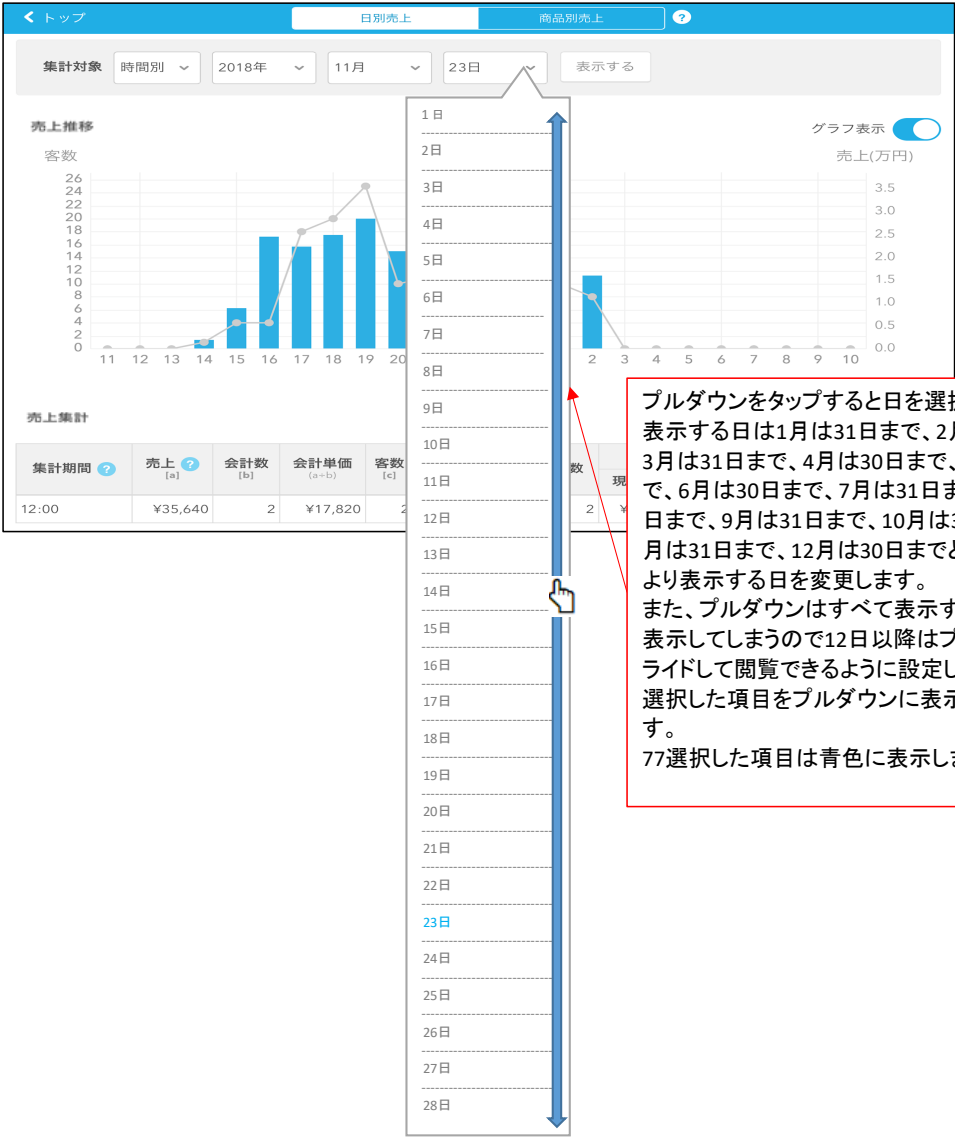 トップ
日別売上
商品別売上
?
集計対象
時間別
2018年
11月
23日
表示する
売上推移
グラフ表示
客数
売上(万円)
26
24
22
20
18
16
14
12
10
8
6
4
2
0
3.5
3.0
2.5
2.0
1.5
1.0
0.5
0.0
11 12 13 14 15 16 17 18 19 20
2 3 4 5 6 7 8 9 10
売上集計
集計期間 ?
売上 ?
[a]
会計数
[b]
会計単価
(a÷b)
客数
[c]
数
現
12:00 ¥35,640 2 ¥17,820 2
2 ¥
1日
2日
3日
4日
5日
6日
7日
8日
9日
10日
11日
12日
13日
14日
15日
16日
17日
18日
19日
20日
21日
22日
23日
24日
25日
26日
27日
28日
プルダウンをタップすると日を選
表示する日は1月は31日まで、2
3月は31日まで、4月は30日まで、
で、6月は30日まで、7月は31日ま
日まで、9月は31日まで、10月は3
月は31日まで、12月は30日までと
より表示する日を変更します。
また、プルダウンはすべて表示す
表示してしまうので12日以降はプ
ライドして閲覧できるように設定し
選択した項目をプルダウンに表示
す。
77選択した項目は青色に表示しま